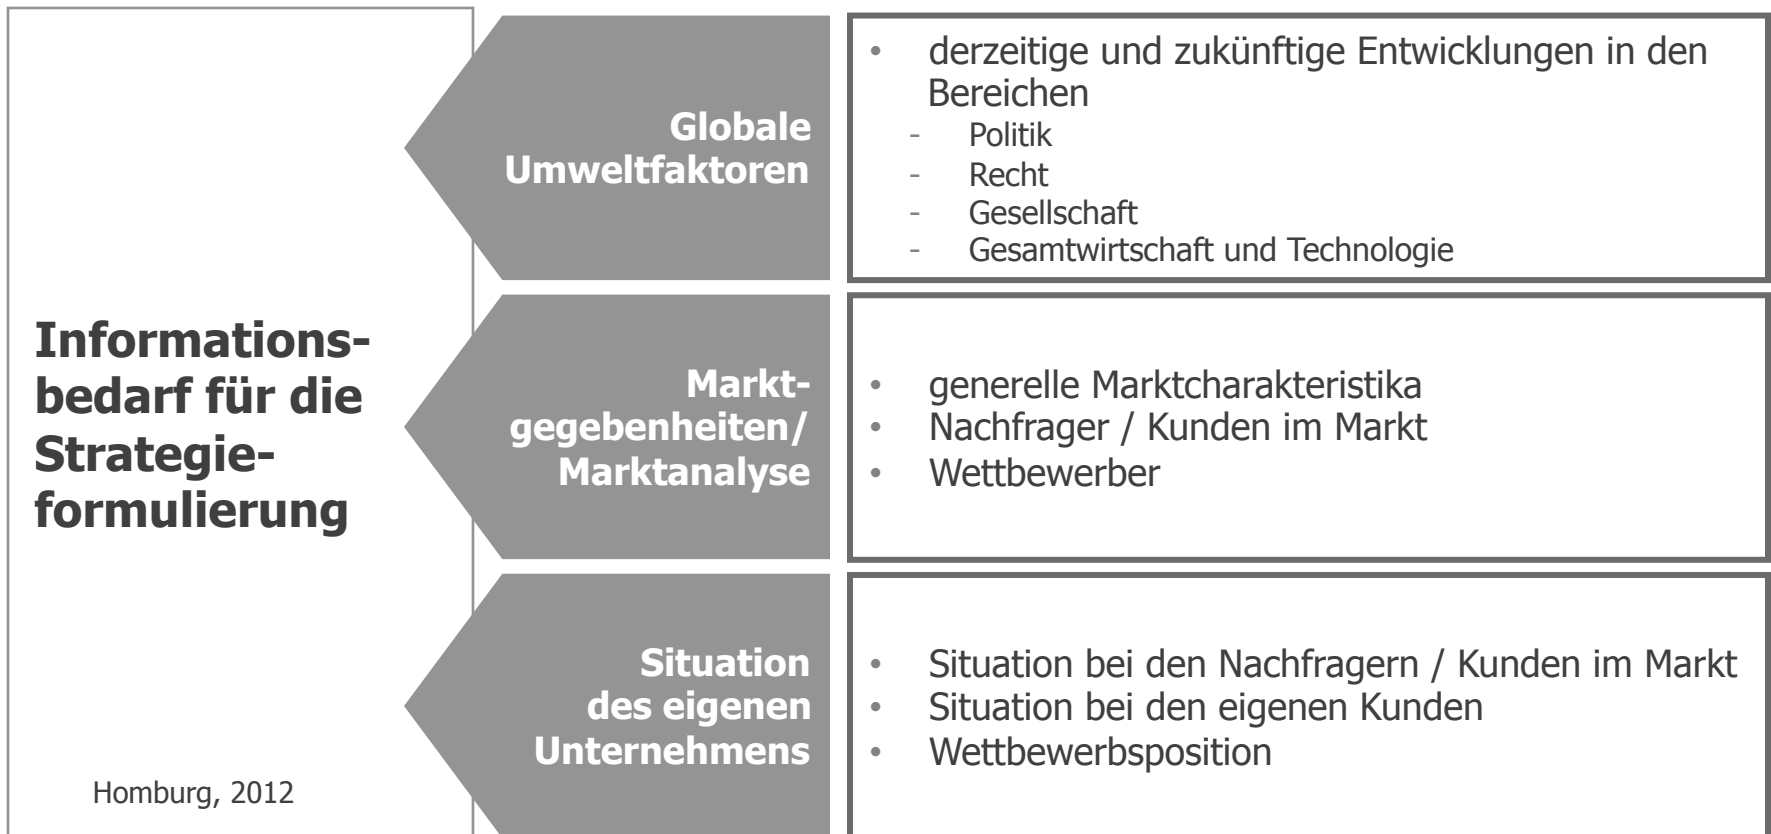 Informations-
bedarf für die
Strategie-
formulierung
Homburg, 2012
Globale
Umweltfaktoren
• derzeitige und zukünftige Entwicklungen in den
Bereichen
- Politik
- Recht
- Gesellschaft
- Gesamtwirtschaft und Technologie
Markt-
gegebenheiten/
Marktanalyse
• generelle Marktcharakteristika
• Nachfrager / Kunden im Markt
• Wettbewerber
Situation
des eigenen
Unternehmens
• Situation bei den Nachfragern / Kunden im Markt
• Situation bei den eigenen Kunden
• Wettbewerbsposition